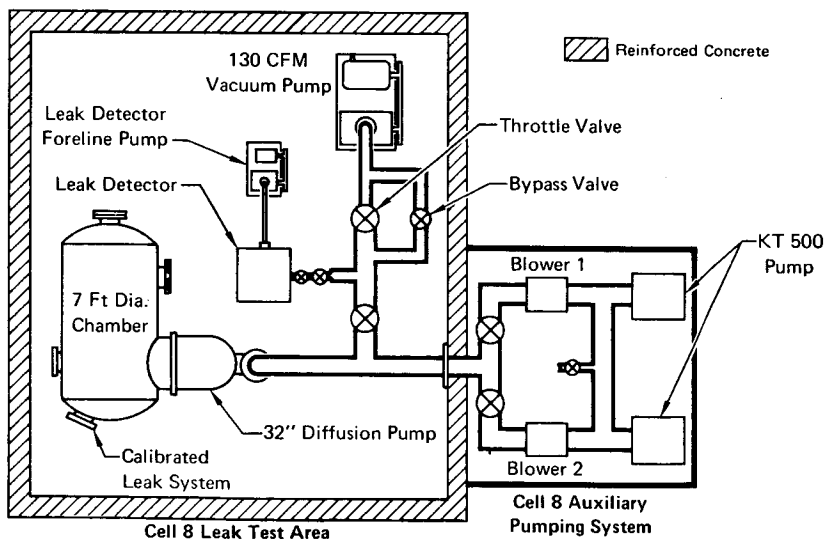 130 CFM
Vacuum Pump
Reinforced Concrete
Leak Detector
Foreline Pump
Throttle Valve
Leak Detector
Bypass Valve
KT 500
Pump
Blower 1
7 Ft Dia.
Chamber
32" Diffusion Pump
Calibrated
Leak System
Blower 2
Cell 8 Leak Test Area
Cell 8 Auxiliary
Pumping System